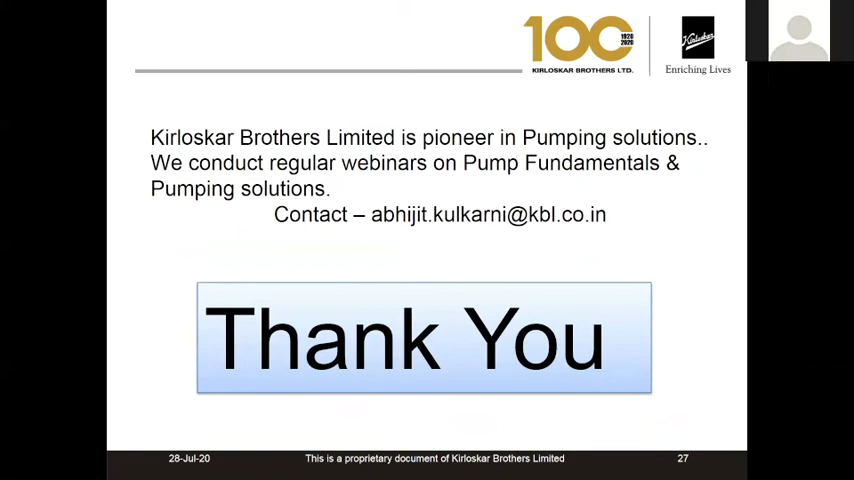 100
1920
2020
KIRLOSKAR BROTHERS LTD.
Kirloskar
Enriching Lives
Kirloskar Brothers Limited is pioneer in Pumping solutions..
We conduct regular webinars on Pump Fundamentals &
Pumping solutions.
Contact – abhijit.kulkarni@kbl.co.in
Thank You
28-Jul-20
This is a proprietary document of Kirloskar Brothers Limited
27